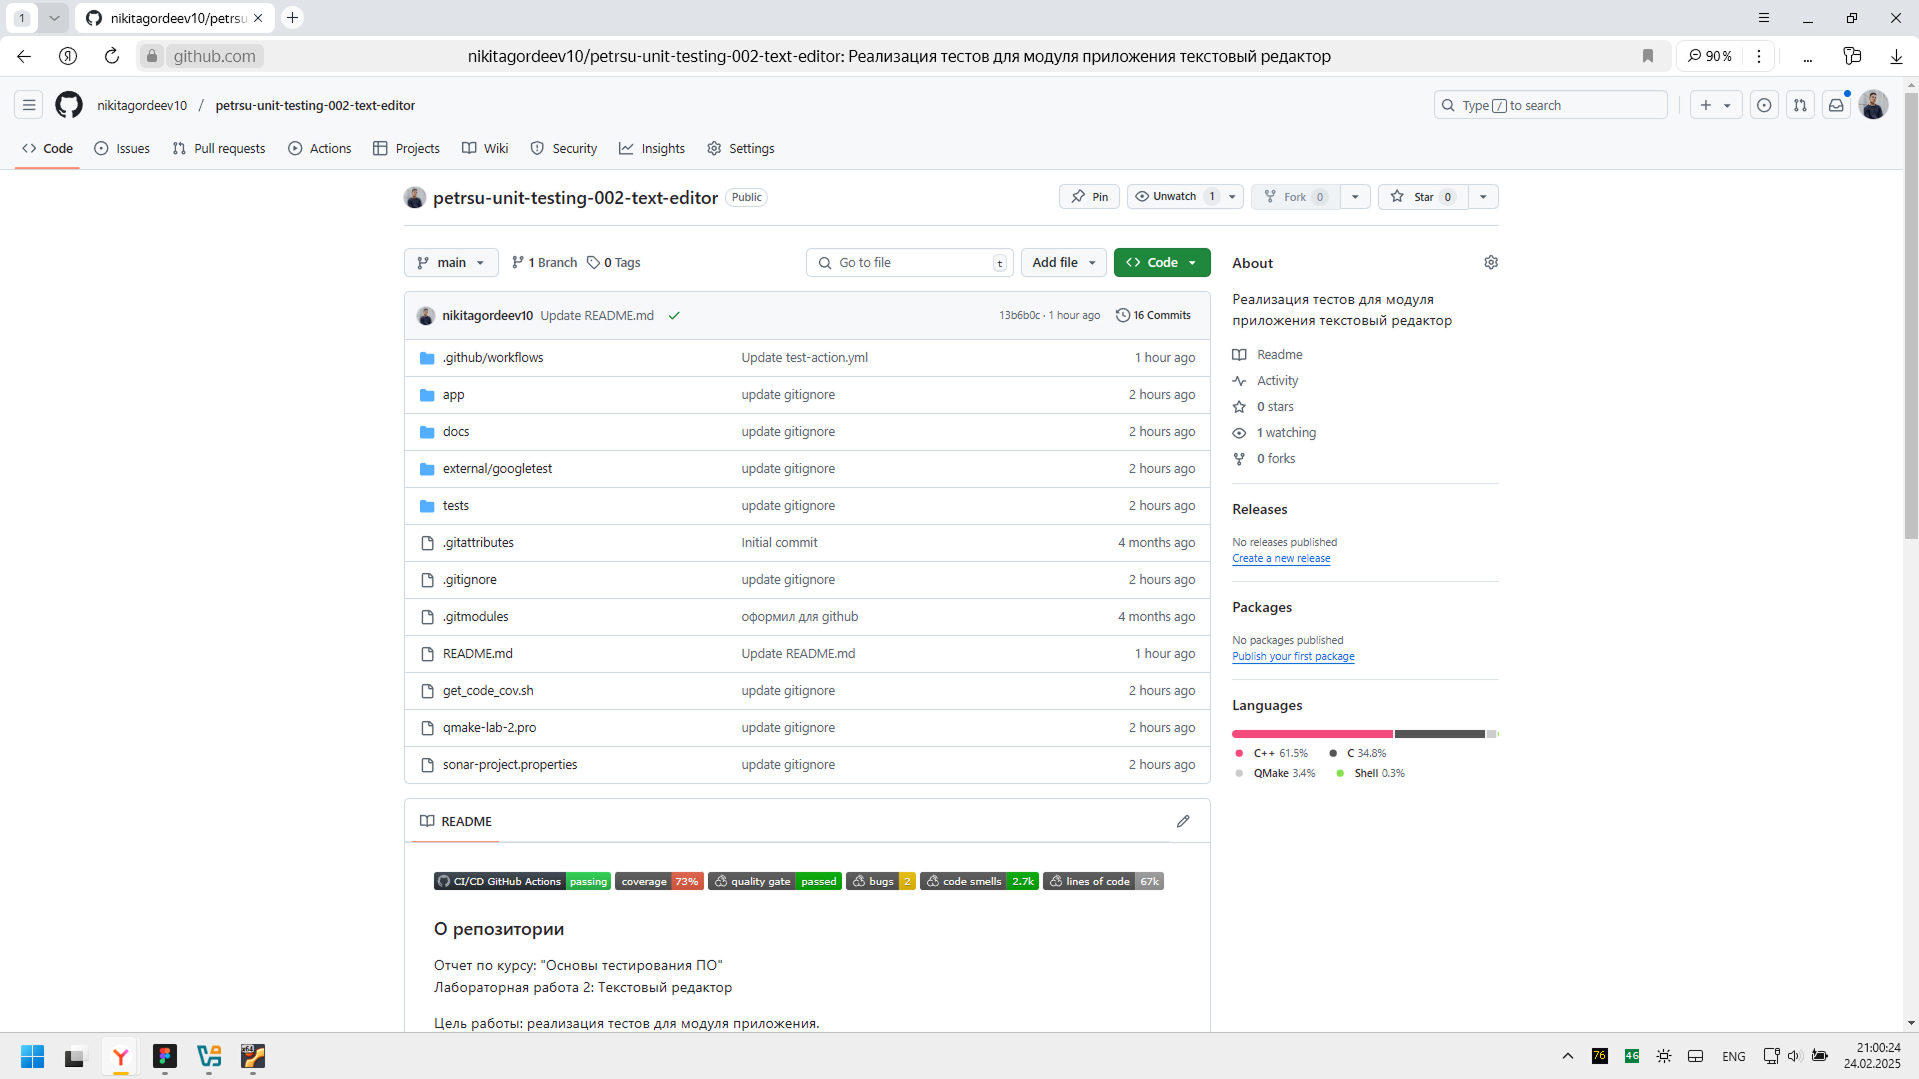 1
nikitagordeev10/petrsu
github.com
nikitagordeev10/petrsu-unit-testing-002-text-editor: Реализация тестов для модуля приложения текстовый редактор
90 %
nikitagordeev10 / petrsu-unit-testing-002-text-editor
Type / to search
Code
Issues
Pull requests
Actions
Projects
Wiki
Security
Insights
Settings
petrsu-unit-testing-002-text-editor
Public
Pin
Unwatch 1
Fork 0
Star 0
main
1 Branch
0 Tags
Go to file
t
Add file
Code
nikitagordeev10 Update README.md
13b6b0c · 1 hour ago
16 Commits
.github/workflows Update test-action.yml 1 hour ago
app update gitignore 2 hours ago
docs update gitignore 2 hours ago
external/googletest update gitignore 2 hours ago
tests update gitignore 2 hours ago
.gitattributes Initial commit 4 months ago
.gitignore update gitignore 2 hours ago
.gitmodules оформил для github 4 months ago
README.md Update README.md 1 hour ago
get_code_cov.sh update gitignore 2 hours ago
qmake-lab-2.pro update gitignore 2 hours ago
sonar-project.properties update gitignore 2 hours ago
README
CI/CD GitHub Actions passing
coverage 73%
quality gate passed
bugs 2
code smells 2.7k
lines of code 67k
О репозитории
Отчет по курсу: "Основы тестирования ПО"
Лабораторная работа 2: Текстовый редактор
Цель работы: реализация тестов для модуля приложения.
About
Реализация тестов для модуля
приложения текстовый редактор
Readme
Activity
0 stars
1 watching
0 forks
Releases
No releases published
Create a new release
Packages
No packages published
Publish your first package
Languages
C++ 61.5%
C 34.8%
QMake 3.4%
Shell 0.3%
x64
76
46
ENG
21:00:24
24.02.2025